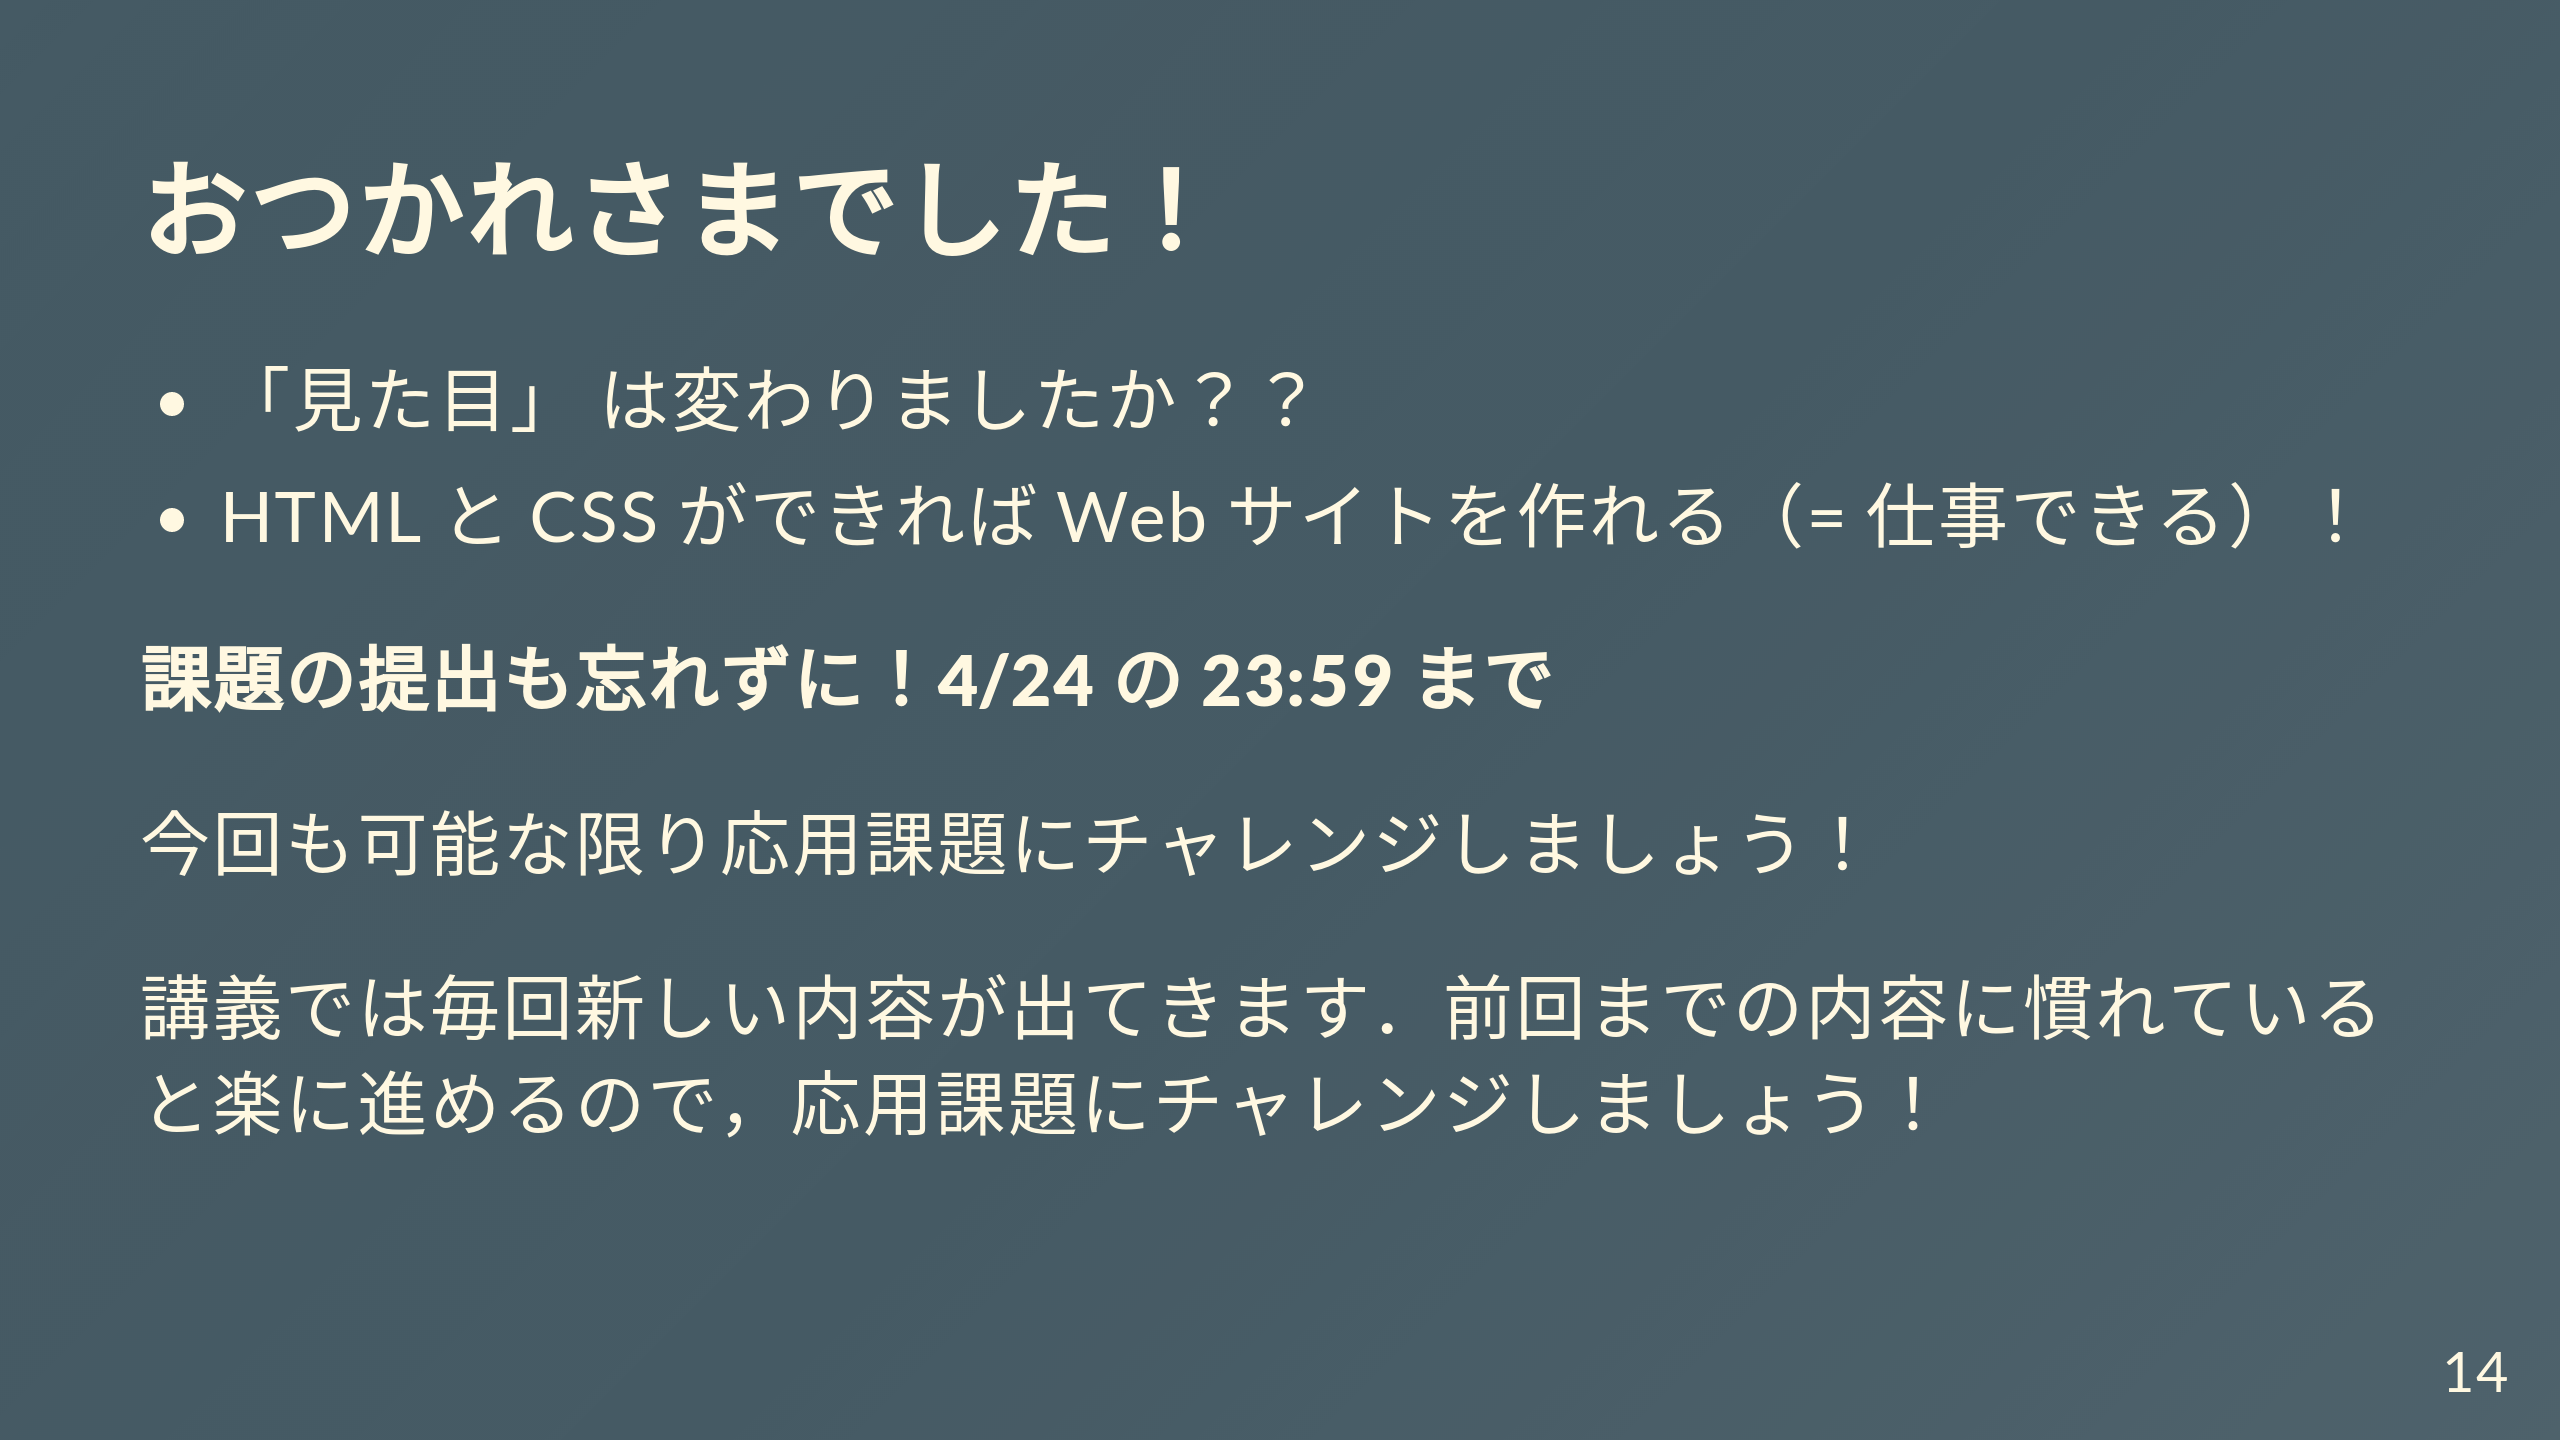 おつかれさまでした！
• 「見た目」 は変わりましたか？？
• HTML と CSS ができれば Web サイトを作れる（= 仕事できる）！
課題の提出も忘れずに！4/24 の 23:59 まで
今回も可能な限り応用課題にチャレンジしましょう！
講義では毎回新しい内容が出てきます．前回までの内容に慣れている
と楽に進めるので，応用課題にチャレンジしましょう！
14